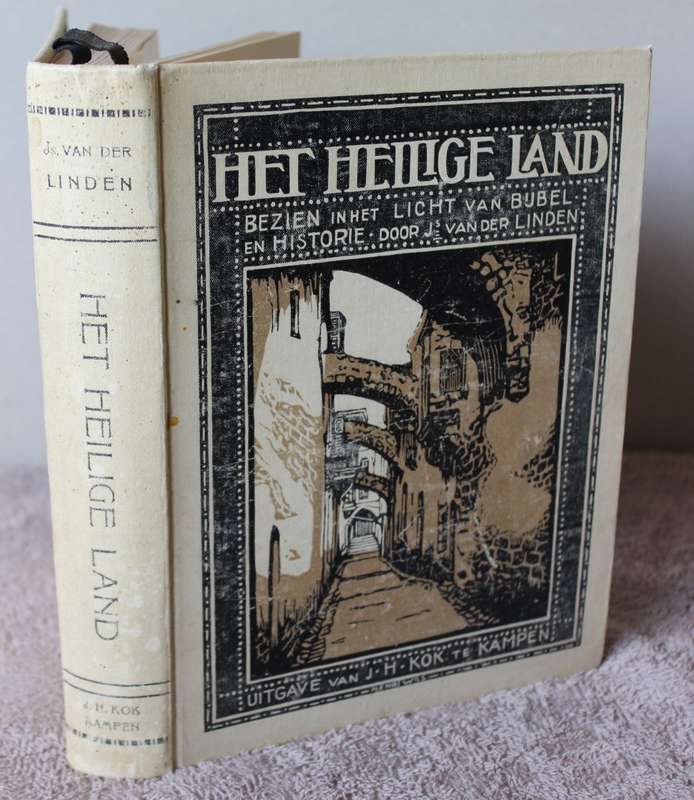 Js. VAN DER
LINDEN
HET HEILIGE LAND
J. H. KOK
KAMPEN
HET HEILIGE LAND
BEZIEN IN HET LICHT VAN BIJBEL
EN HISTORIE · DOOR Js VAN DER LINDEN
UITGAVE VAN J·H·KOK TE KAMPEN